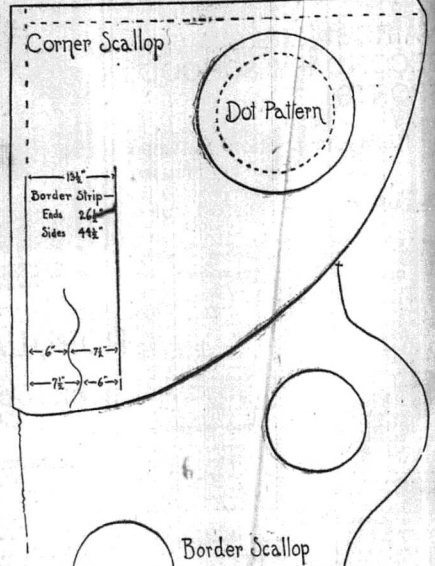 Corner Scallop
Dot Pattern
13½"
Border Strip
Ends 26½"
Sides 44½"
6" 7½"
7½" 6"
Border Scallop